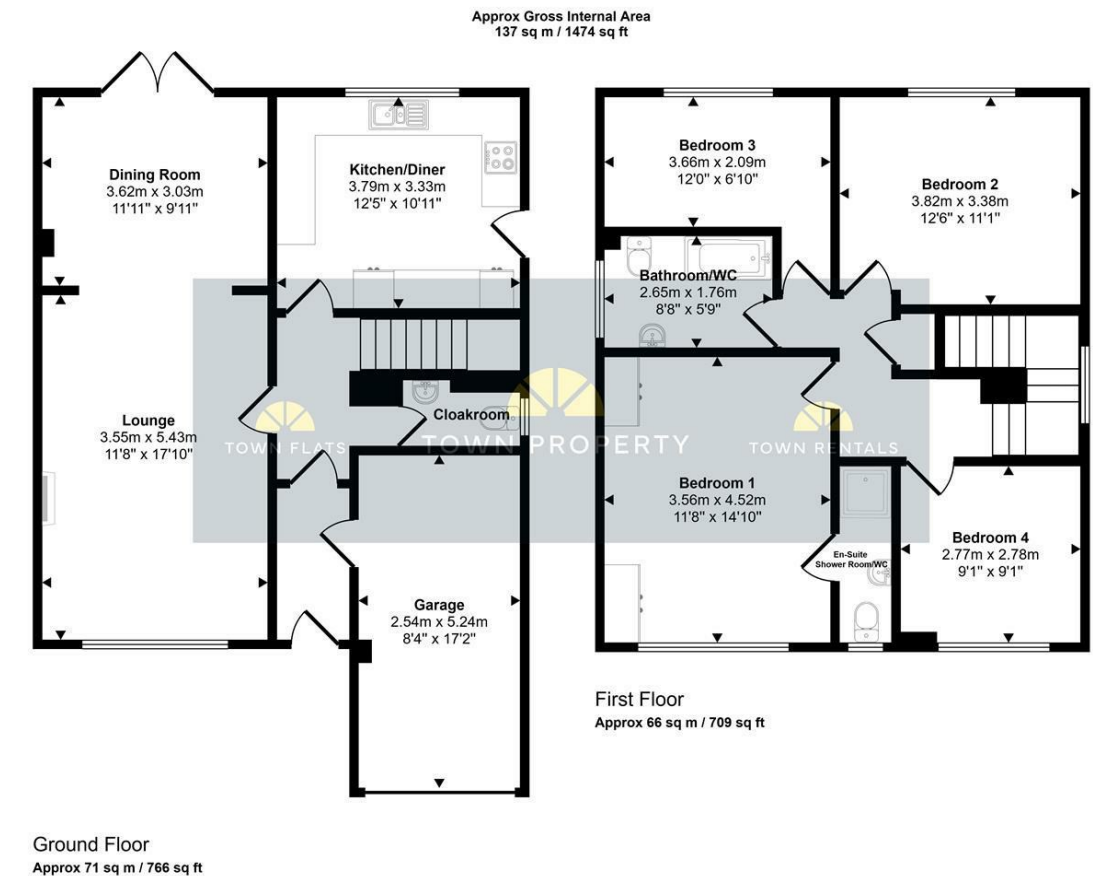 Approx Gross Internal Area
137 sq m / 1474 sq ft
Dining Room
3.62m x 3.03m
11'11" x 9'11"
Kitchen/Diner
3.79m x 3.33m
12'5" x 10'11"
Lounge
3.55m x 5.43m
11'8" x 17'10"
Cloakroom
Garage
2.54m x 5.24m
8'4" x 17'2"
Ground Floor
Approx 71 sq m / 766 sq ft
Bedroom 3
3.66m x 2.09m
12'0" x 6'10"
Bedroom 2
3.82m x 3.38m
12'6" x 11'1"
Bathroom/WC
2.65m x 1.76m
8'8" x 5'9"
Bedroom 1
3.56m x 4.52m
11'8" x 14'10"
En-Suite
Shower Room/WC
Bedroom 4
2.77m x 2.78m
9'1" x 9'1"
First Floor
Approx 66 sq m / 709 sq ft
TOWN FLATS
TOWN PROPERTY
TOWN RENTALS